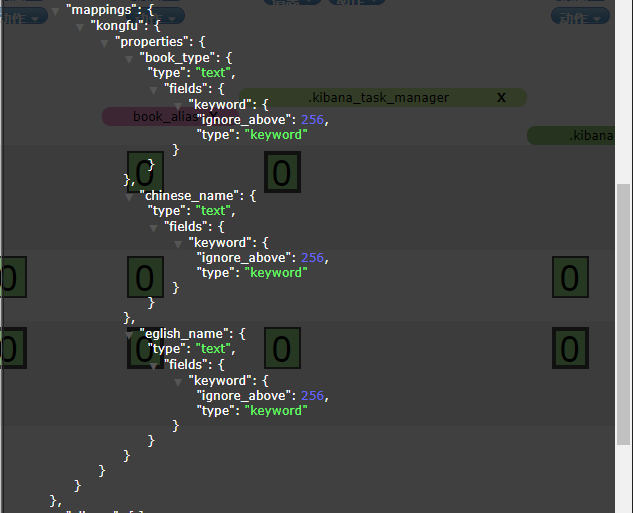 动作 动作 动作
"mappings": {
"kongfu": {
"properties": {
"book_type": {
"type": "text",
"fields": {
.kibana_task_manager X
"keyword": {
book_alias
"ignore_above": 256,
"type": "keyword"
.kibana
}
}
0 0
},
"chinese_name": {
"type": "text",
"fields": {
"keyword": {
"ignore_above": 256,
0 0 0
"type": "keyword"
}
}
},
"eglish_name": {
"type": "text",
0 0 0 0
"fields": {
"keyword": {
"ignore_above": 256,
"type": "keyword"
}
}
}
}
}
},